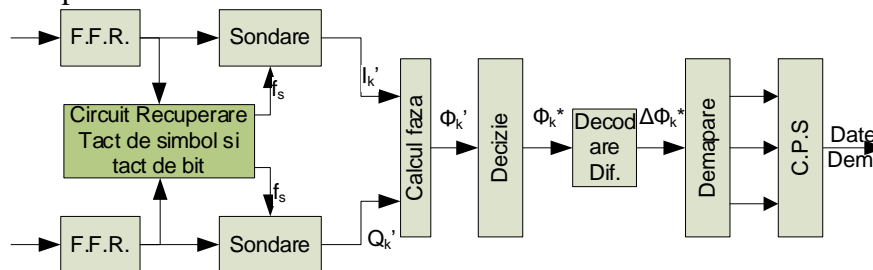 F.F.R.
Sondare
I_k'
f_s
Circuit Recuperare
Tact de simbol si
tact de bit
f_s
F.F.R.
Sondare
Q_k'
Calcul faza
Φ_k'
Decizie
Φ_k*
Decod
are
Dif.
ΔΦ_k*
Demapare
C.P.S
Date
Dem